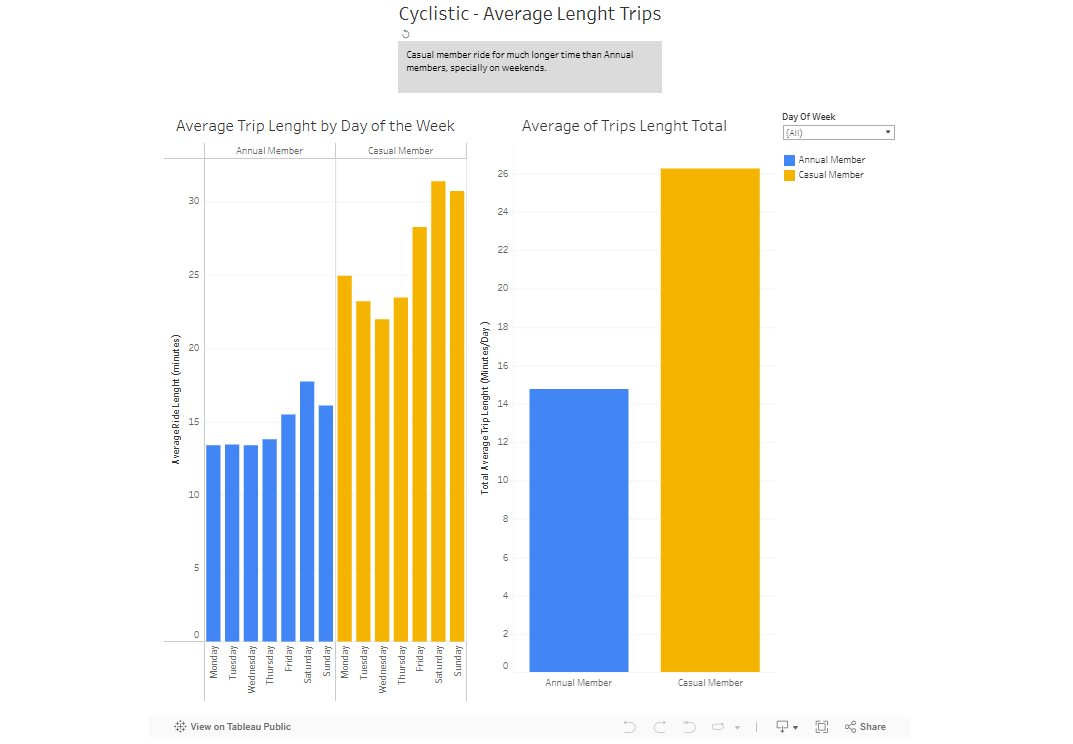 Cyclistic - Average Lenght Trips
Casual member ride for much longer time than Annual
members, specially on weekends.
Average Trip Lenght by Day of the Week
Annual Member
Casual Member
Average Ride Lenght (minutes)
30
25
20
15
10
5
0
Monday
Tuesday
Wednesday
Thursday
Friday
Saturday
Sunday
Monday
Tuesday
Wednesday
Thursday
Friday
Saturday
Sunday
Average of Trips Lenght Total
Total Average Trip Lenght (Minutes/Day )
26
24
22
20
18
16
14
12
10
8
6
4
2
0
Annual Member
Casual Member
Day Of Week
(All)
Annual Member
Casual Member
View on Tableau Public
Share